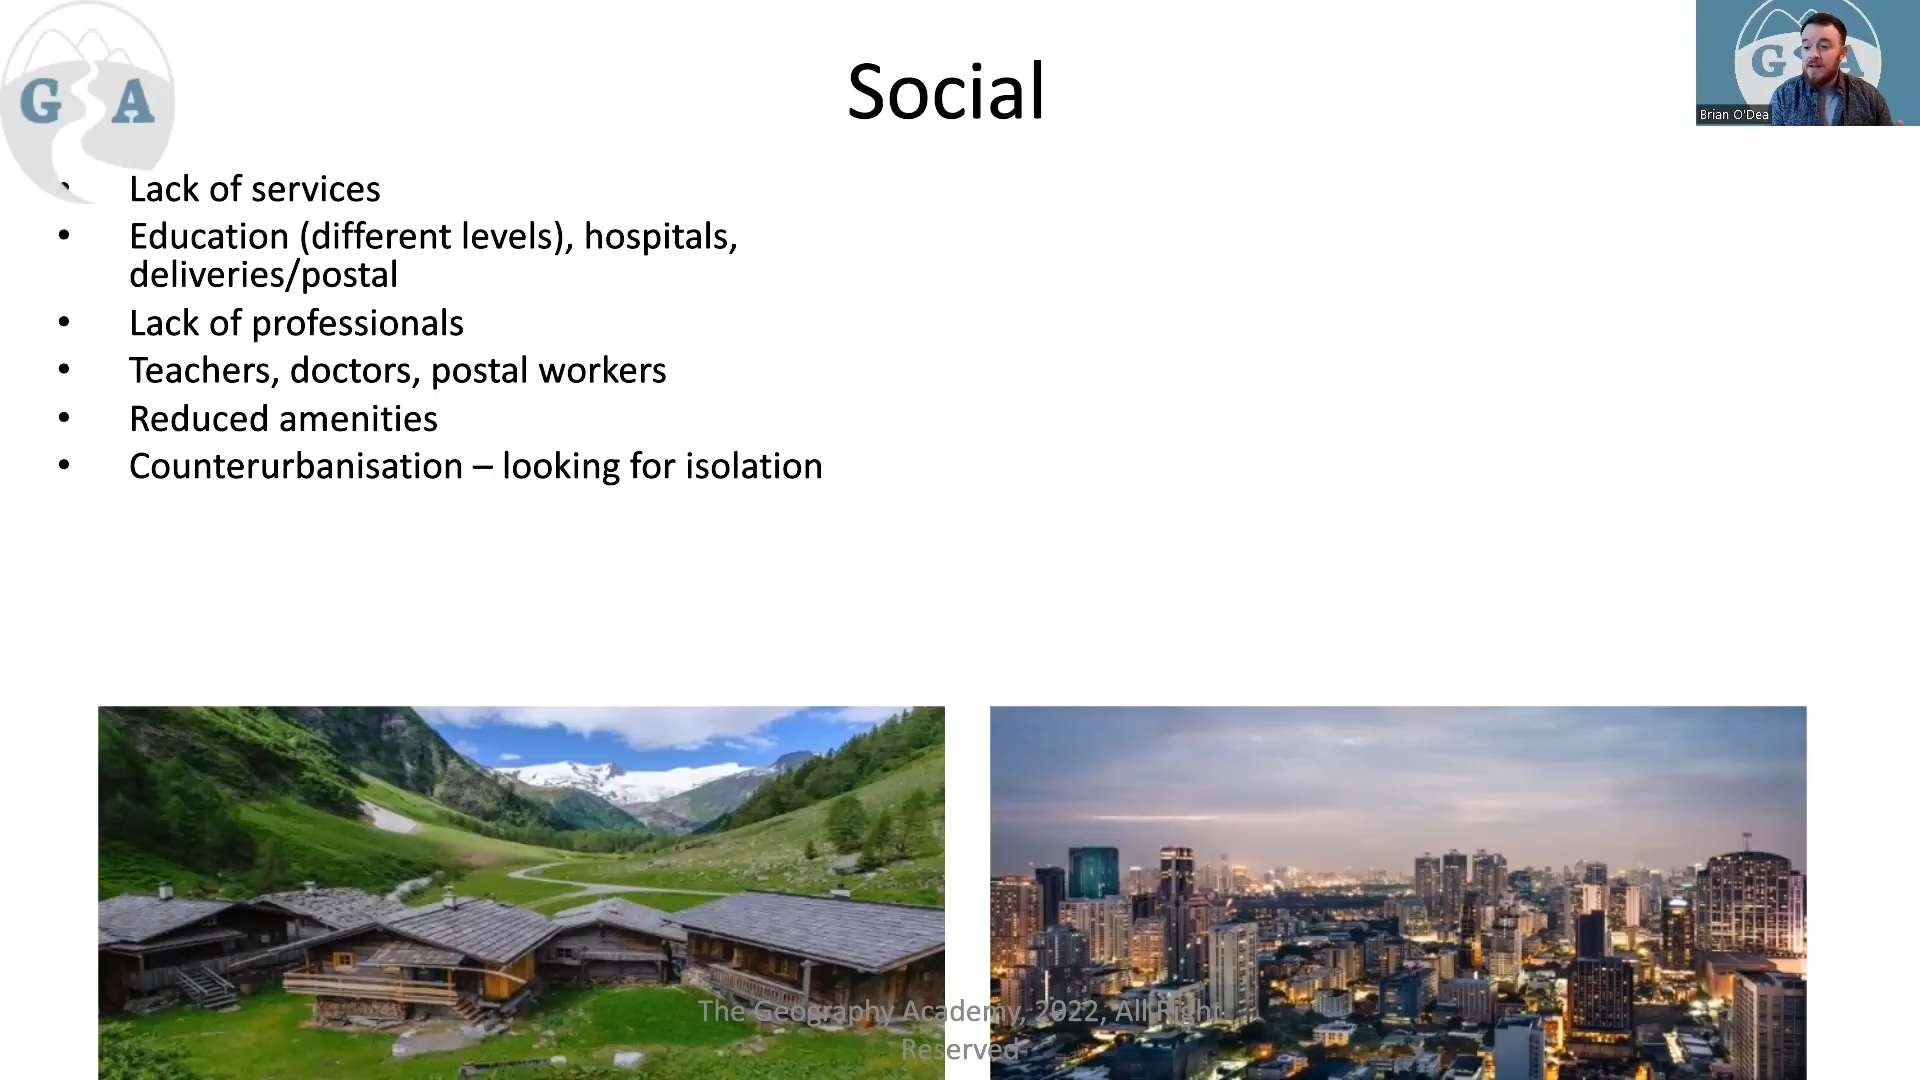 G A
Social
G A
Brian O'Dea
• Lack of services
• Education (different levels), hospitals,
deliveries/postal
• Lack of professionals
• Teachers, doctors, postal workers
• Reduced amenities
• Counterurbanisation – looking for isolation
The Geography Academy, 2022, All Right
Reserved